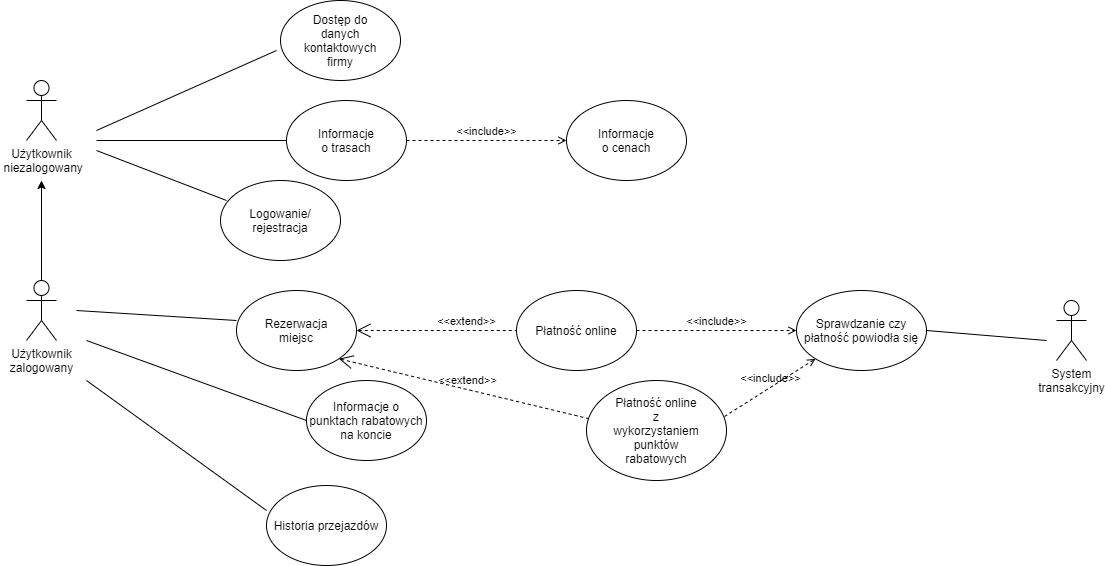 Dostęp do
danych
kontaktowych
firmy
Użytkownik
niezalogowany
Informacje
o trasach
<<include>>
Informacje
o cenach
Logowanie/
rejestracja
Użytkownik
zalogowany
Rezerwacja
miejsc
<<extend>>
Płatność online
<<include>>
Sprawdzanie czy
płatność powiodła się
System
transakcyjny
<<extend>>
<<include>>
Informacje o
punktach rabatowych
na koncie
Płatność online
z
wykorzystaniem
punktów
rabatowych
Historia przejazdów